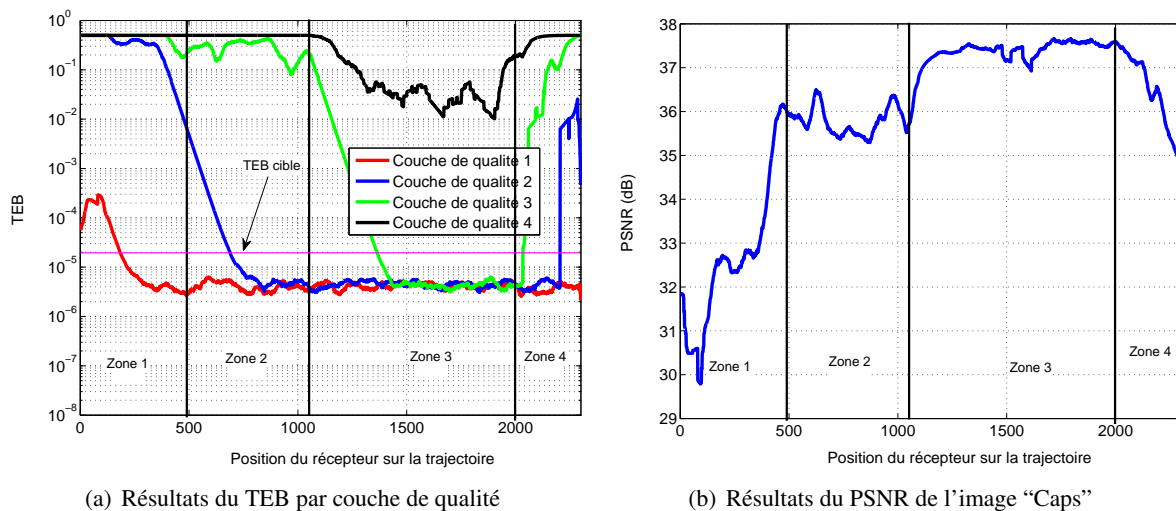 10^0
10^-1
10^-2
10^-3
10^-4
10^-5
10^-6
10^-7
10^-8
TEB
0
500
1000
1500
2000
Position du récepteur sur la trajectoire
TEB cible
Couche de qualite 1
Couche de qualite 2
Couche de qualite 3
Couche de qualite 4
Zone 1
Zone 2
Zone 3
Zone 4
(a) Résultats du TEB par couche de qualité
38
37
36
35
34
33
32
31
30
29
PSNR (dB)
0
500
1000
1500
2000
Position du récepteur sur la trajectoire
Zone 1
Zone 2
Zone 3
Zone 4
(b) Résultats du PSNR de l'image “Caps”